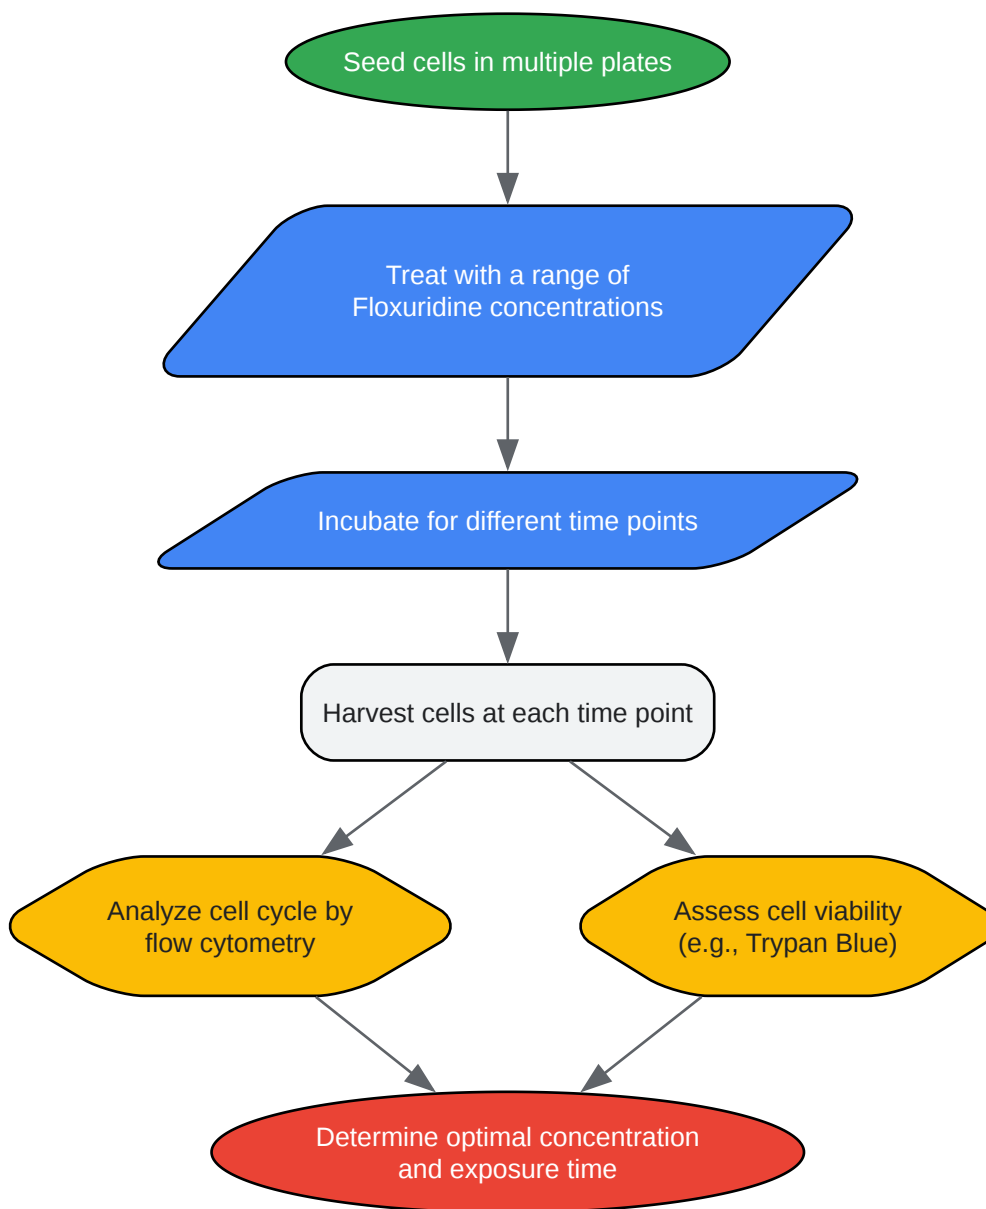 Seed cells in multiple plates
Treat with a range of
Floxuridine concentrations
Incubate for different time points
Harvest cells at each time point
Analyze cell cycle by
flow cytometry
Assess cell viability
(e.g., Trypan Blue)
Determine optimal concentration
and exposure time